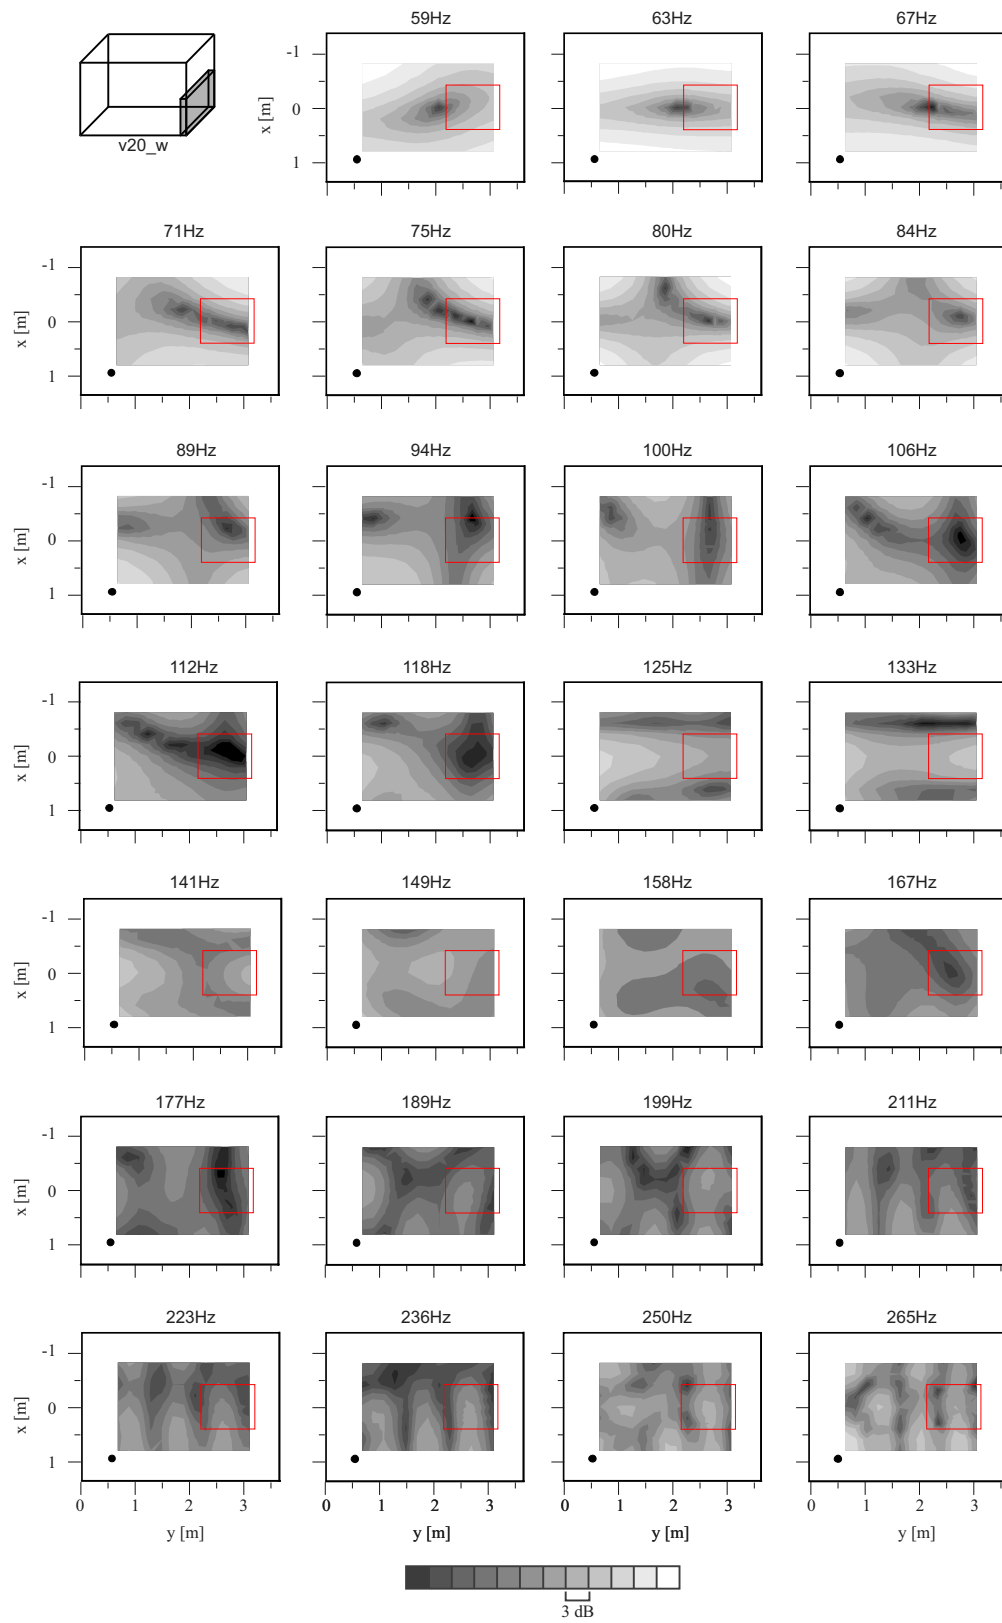 59Hz 63Hz 67Hz
-1
x [m] 0
1
v20_w
71Hz 75Hz 80Hz 84Hz
-1
x [m] 0
1
89Hz 94Hz 100Hz 106Hz
-1
x [m] 0
1
112Hz 118Hz 125Hz 133Hz
-1
x [m] 0
1
141Hz 149Hz 158Hz 167Hz
-1
x [m] 0
1
177Hz 189Hz 199Hz 211Hz
-1
x [m] 0
1
223Hz 236Hz 250Hz 265Hz
-1
x [m] 0
1
0 1 2 3 0 1 2 3 0 1 2 3 0 1 2 3
y [m] y [m] y [m] y [m]
3 dB